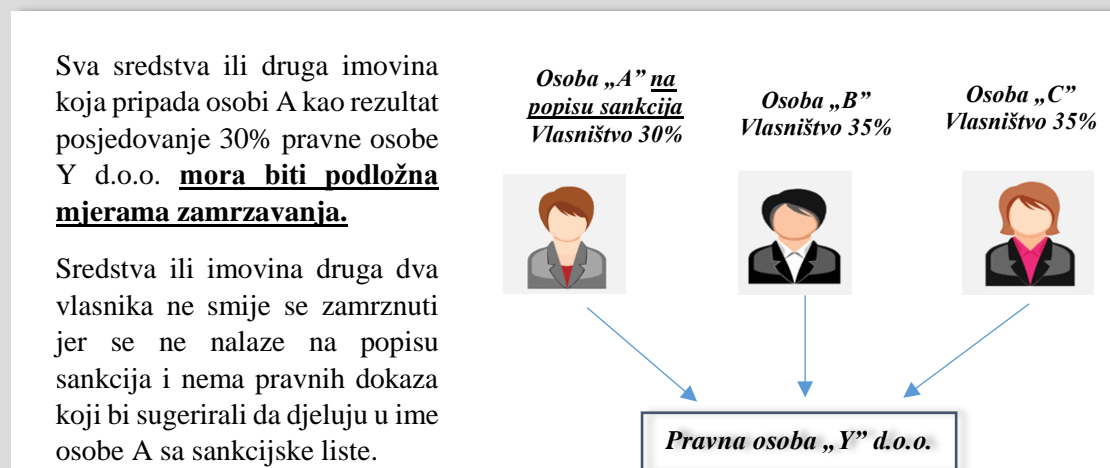 Sva sredstva ili druga imovina
koja pripada osobi A kao rezultat
posjedovanje 30% pravne osobe
Y d.o.o. mora biti podložna
mjerama zamrzavanja.
Sredstva ili imovina druga dva
vlasnika ne smije se zamrznuti
jer se ne nalaze na popisu
sankcija i nema pravnih dokaza
koji bi sugerirali da djeluju u ime
osobe A sa sankcijske liste.
Osoba „A” na
popisu sankcija
Vlasništvo 30%
Osoba „B”
Vlasništvo 35%
Osoba „C”
Vlasništvo 35%
Pravna osoba „Y” d.o.o.